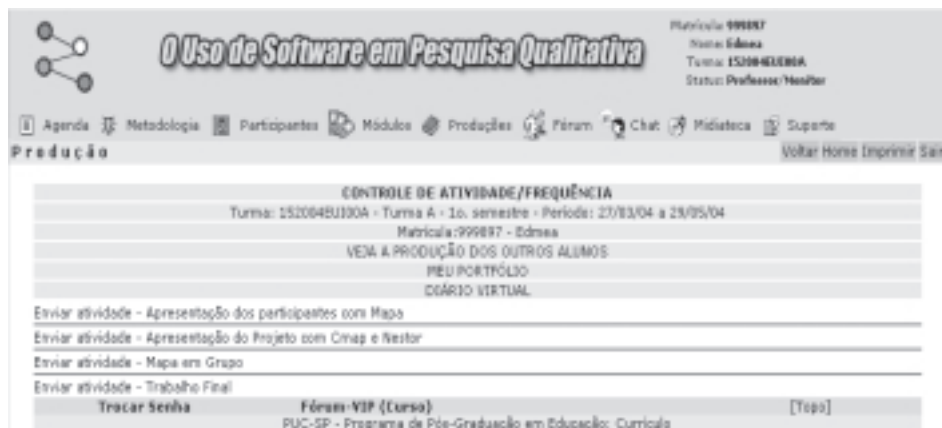 O Uso de Software em Pesquisa Qualitativa
Matrícula: 999897
Nome: Edmea
Turma:
Status: Professor/Monitor
Agenda Metodologia Participantes Módulos Produções Fórum Chat Midiateca Suporte
Produção
Voltar Home Imprimir Sair
CONTROLE DE ATIVIDADE/FREQUÊNCIA
Turma: - Turma A - 1o. semestre - Período: 27/03/04 a 29/05/04
Matrícula:999897 - Edmea
VEJA A PRODUÇÃO DOS OUTROS ALUNOS
MEU PORTFÓLIO
DIÁRIO VIRTUAL
Enviar atividade - Apresentação dos participantes com Mapa
Enviar atividade - Apresentação do Projeto com Cmap e Nestor
Enviar atividade - Mapa em Grupo
Enviar atividade - Trabalho Final
Trocar Senha Fórum-VIP (Curso) [Topo]
PUC-SP - Programa de Pós-Graduação em Educação: Currículo